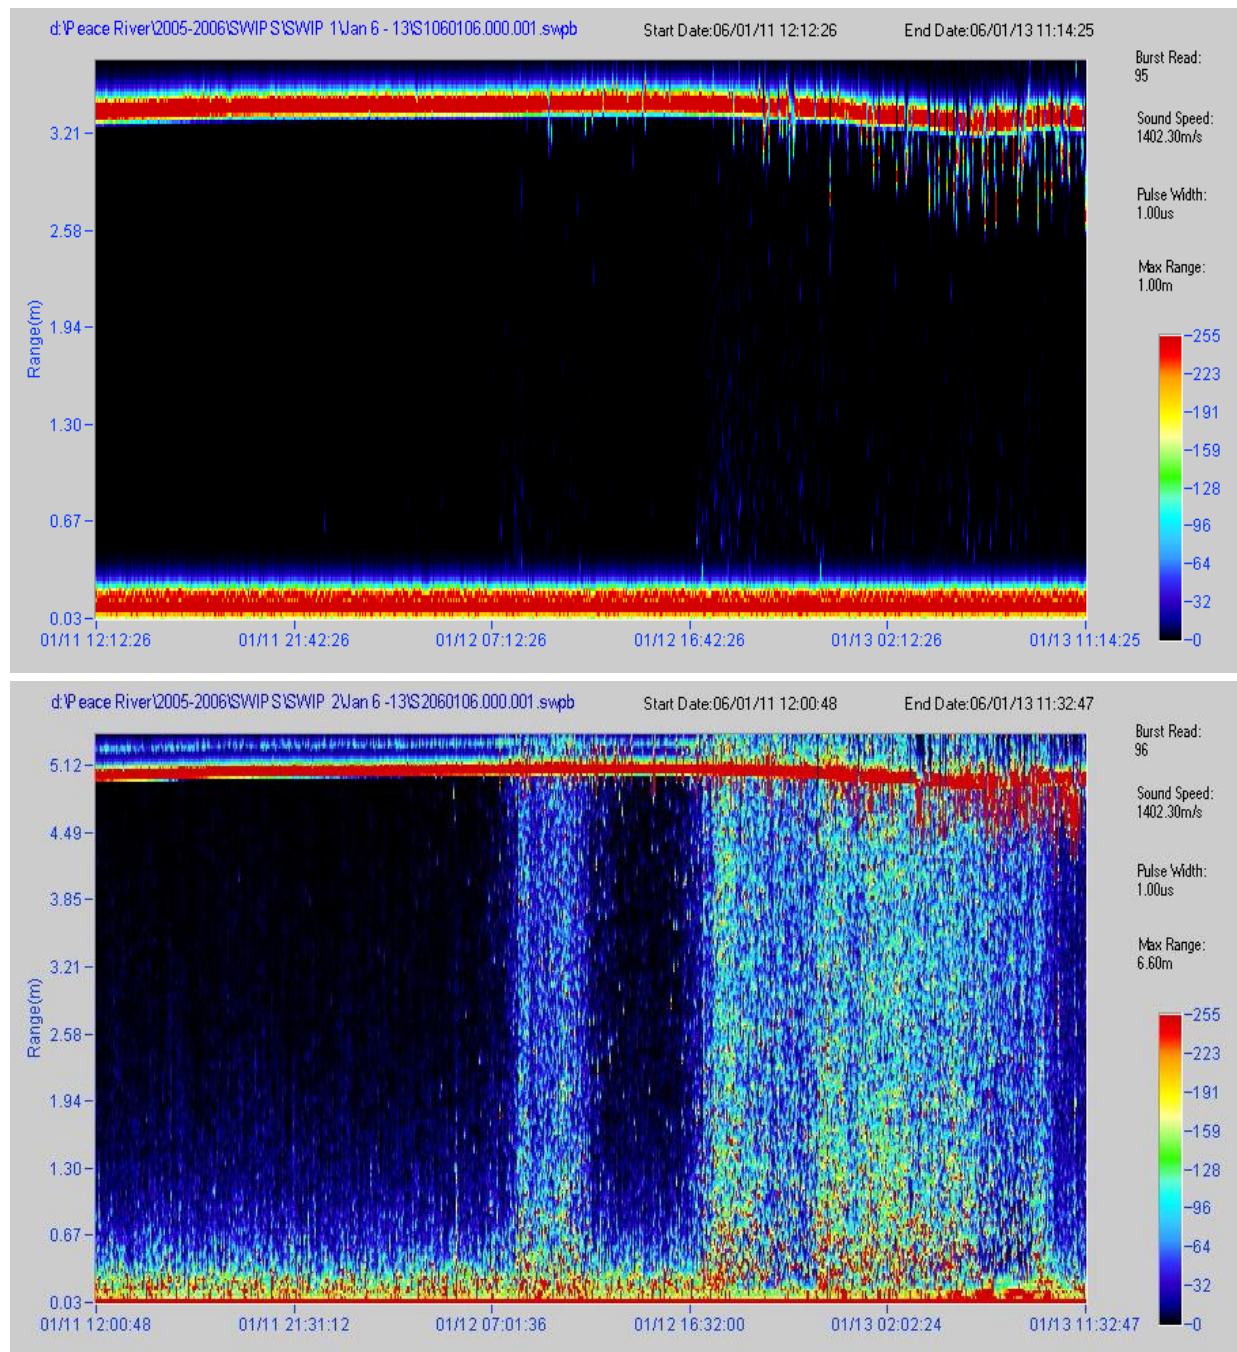 d:\Peace River\2005-2006\SWIPS\SWIP 1\Jan 6 - 13\S1060106.000.001.swpb Start Date:06/01/11 12:12:26 End Date:06/01/13 11:14:25
Burst Read:
95
Sound Speed:
1402.30m/s
Pulse Width:
1.00us
Max Range:
1.00m
Range(m)
3.21
2.58
1.94
1.30
0.67
0.03
255
223
191
159
128
96
64
32
0
01/11 12:12:26 01/11 21:42:26 01/12 07:12:26 01/12 16:42:26 01/13 02:12:26 01/13 11:14:25
d:\Peace River\2005-2006\SWIPS\SWIP 2\Jan 6 -13\S2060106.000.001.swpb Start Date:06/01/11 12:00:48 End Date:06/01/13 11:32:47
Burst Read:
96
Sound Speed:
1402.30m/s
Pulse Width:
1.00us
Max Range:
6.60m
Range(m)
5.12
4.49
3.85
3.21
2.58
1.94
1.30
0.67
0.03
255
223
191
159
128
96
64
32
0
01/11 12:00:48 01/11 21:31:12 01/12 07:01:36 01/12 16:32:00 01/13 02:02:24 01/13 11:32:47